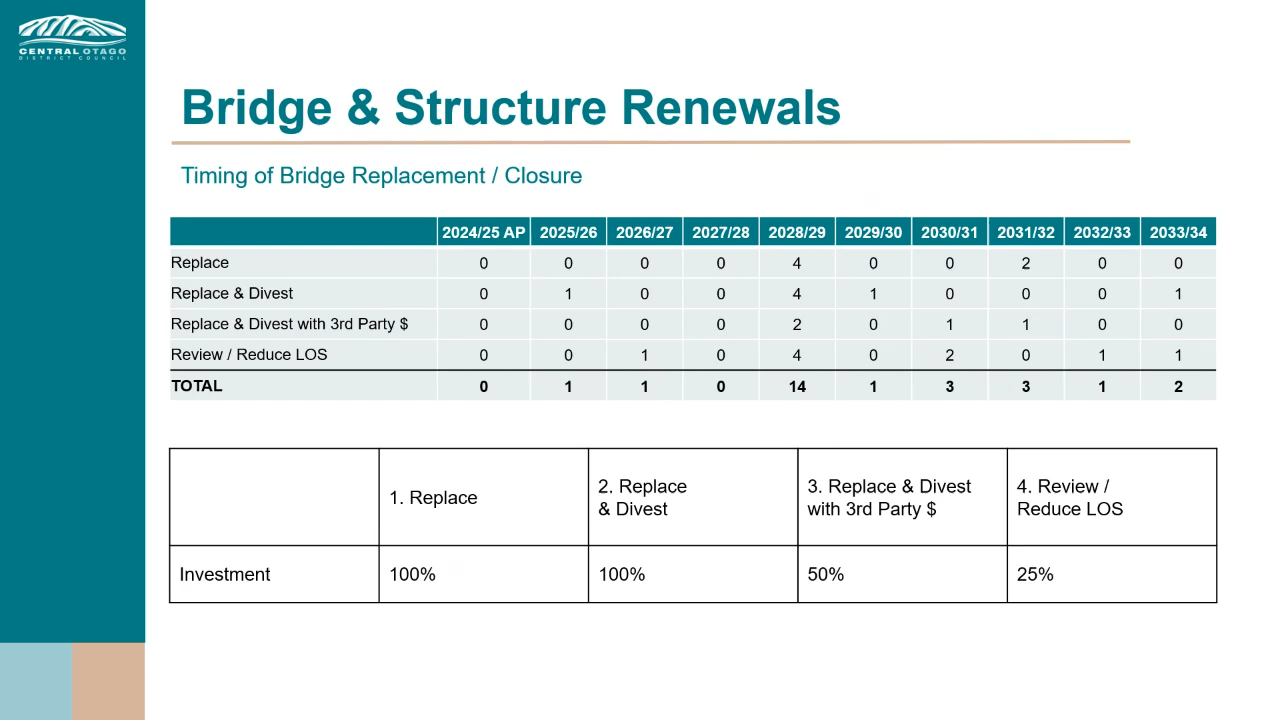 CENTRAL OTAGO
DISTRICT COUNCIL
Bridge & Structure Renewals
Timing of Bridge Replacement / Closure
2024/25 AP 2025/26 2026/27 2027/28 2028/29 2029/30 2030/31 2031/32 2032/33 2033/34
Replace 0 0 0 0 4 0 0 2 0 0
Replace & Divest 0 1 0 0 4 1 0 0 0 1
Replace & Divest with 3rd Party $ 0 0 0 0 2 0 1 1 0 0
Review / Reduce LOS 0 0 1 0 4 0 2 0 1 1
TOTAL 0 1 1 0 14 1 3 3 1 2
1. Replace
2. Replace
& Divest
3. Replace & Divest
with 3rd Party $
4. Review /
Reduce LOS
Investment 100% 100% 50% 25%